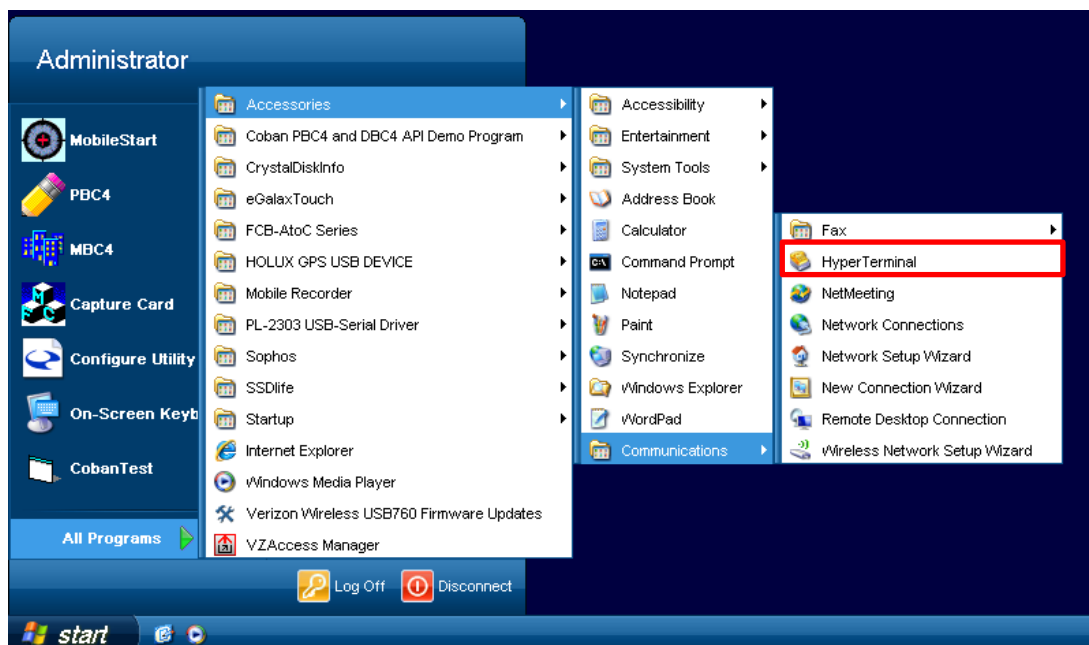 Administrator
MobileStart
PBC4
MBC4
Capture Card
Configure Utility
On-Screen Keyb
CobanTest
All Programs
Accessories
Coban PBC4 and DBC4 API Demo Program
CrystalDiskInfo
eGalaxTouch
FCB-AtoC Series
HOLUX GPS USB DEVICE
Mobile Recorder
PL-2303 USB-Serial Driver
Sophos
SSDlife
Startup
Internet Explorer
Windows Media Player
Verizon Wireless USB760 Firmware Updates
VZAccess Manager
Accessibility
Entertainment
System Tools
Address Book
Calculator
Command Prompt
Notepad
Paint
Synchronize
Windows Explorer
WordPad
Communications
Fax
HyperTerminal
NetMeeting
Network Connections
Network Setup Wizard
New Connection Wizard
Remote Desktop Connection
Wireless Network Setup Wizard
Log Off
Disconnect
start